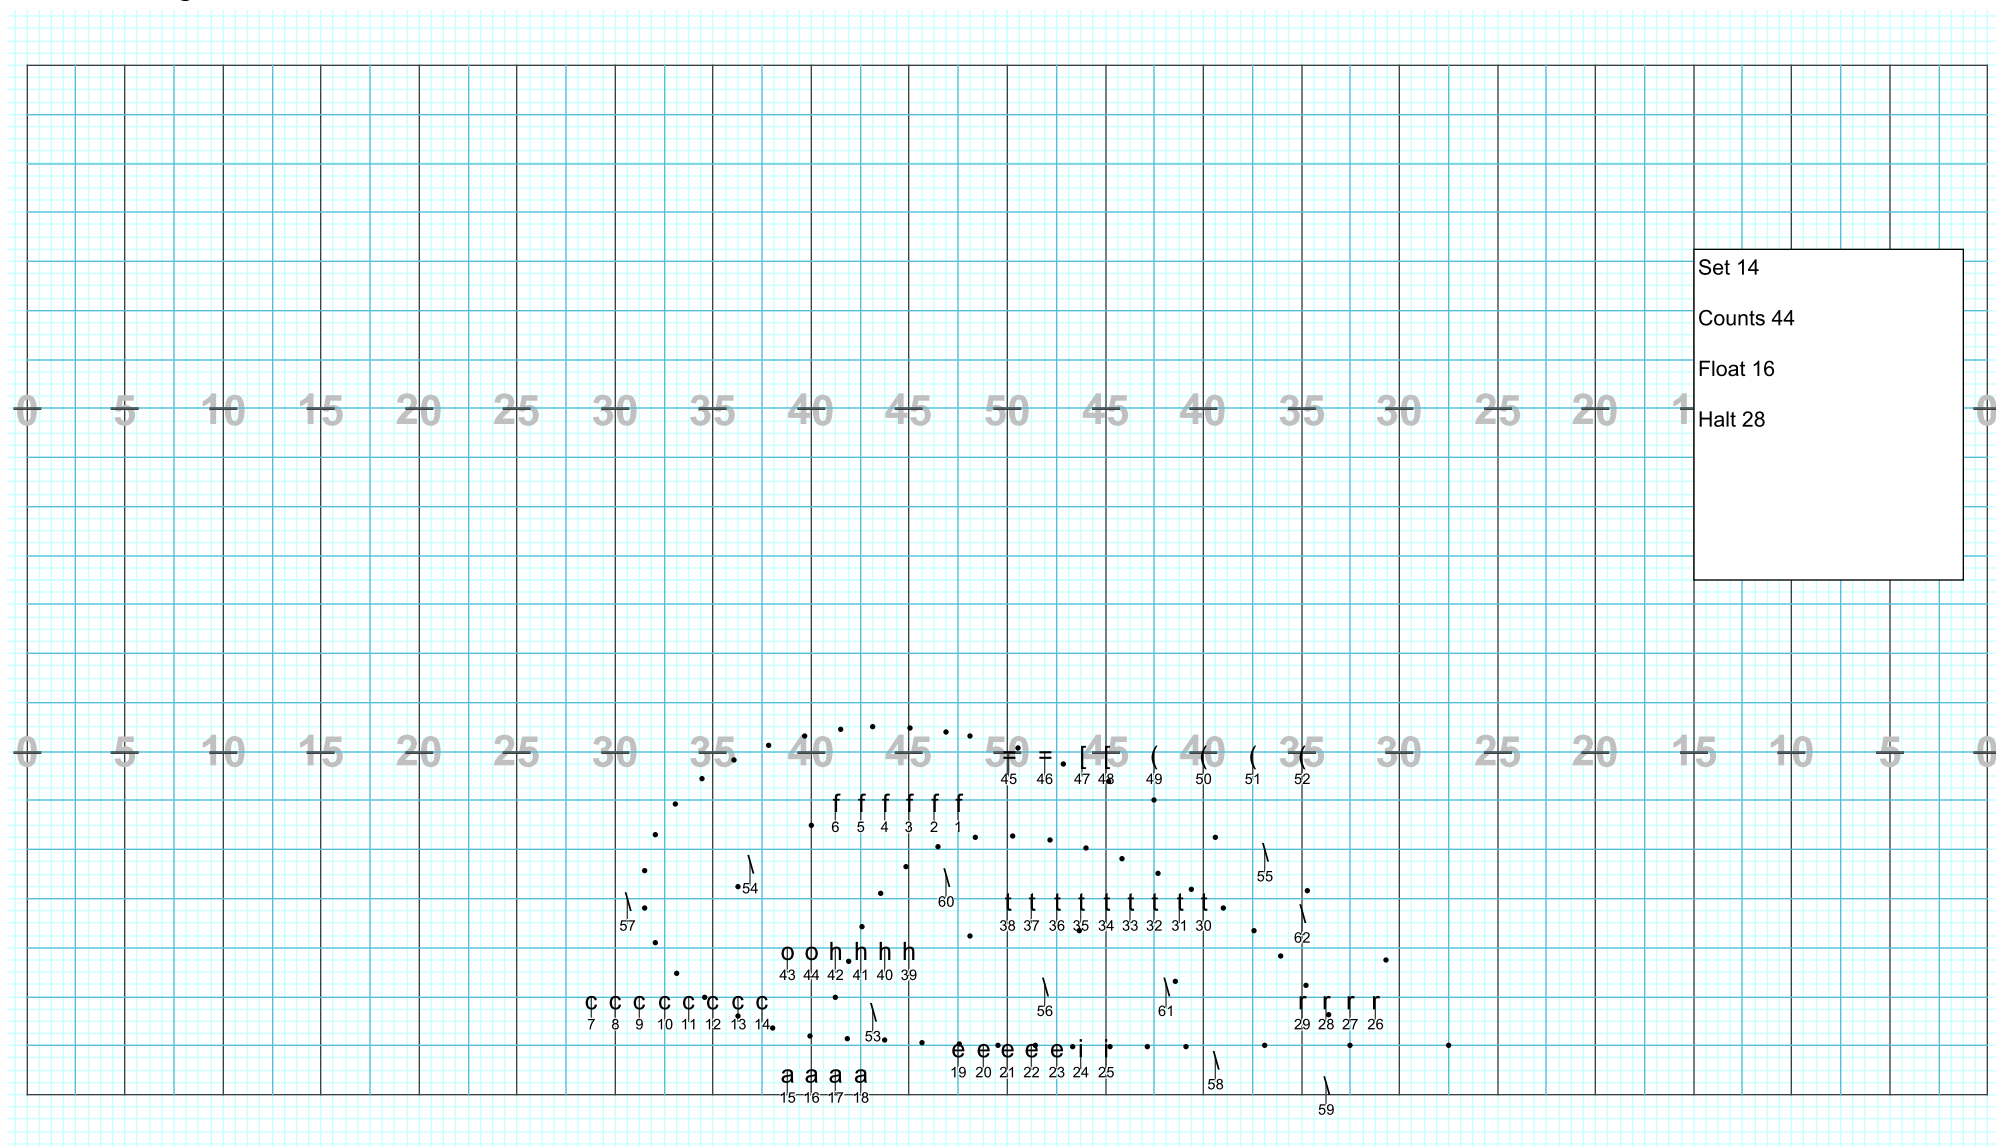 Set 14
Counts 44
Float 16
Halt 28
0 5 10 15 20 25 30 35 40 45 50 45 40 35 30 25 20 1 0
0 5 10 15 20 25 30 35 40 45 50 45 40 35 30 25 20 15 10 5 0
= = [ [ ( ( ( (
45 46 47 48 49 50 51 52
f f f f f f
6 5 4 3 2 1
\ \ \
54 60 55
t t t t t t t t t
38 37 36 35 34 33 32 31 30
\ \
57 62
o o h h h h
43 44 42 41 40 39
\ \
56 61
c c c c c c c c r r r r
7 8 9 10 11 12 13 14 29 28 27 26
\
53
e e e e e i i
19 20 21 22 23 24 25
\
58
a a a a
15 16 17 18
\
59